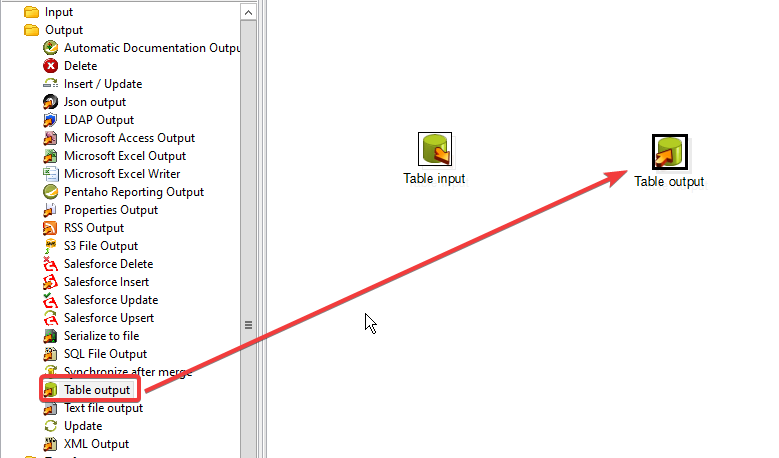 Input
Output
Automatic Documentation Outpu
Delete
Insert / Update
Json output
LDAP Output
Microsoft Access Output
Microsoft Excel Output
Microsoft Excel Writer
Pentaho Reporting Output
Properties Output
RSS Output
S3 File Output
Salesforce Delete
Salesforce Insert
Salesforce Update
Salesforce Upsert
Serialize to file
SQL File Output
Synchronize after merge
Table output
Text file output
Update
XML Output
Table input
Table output